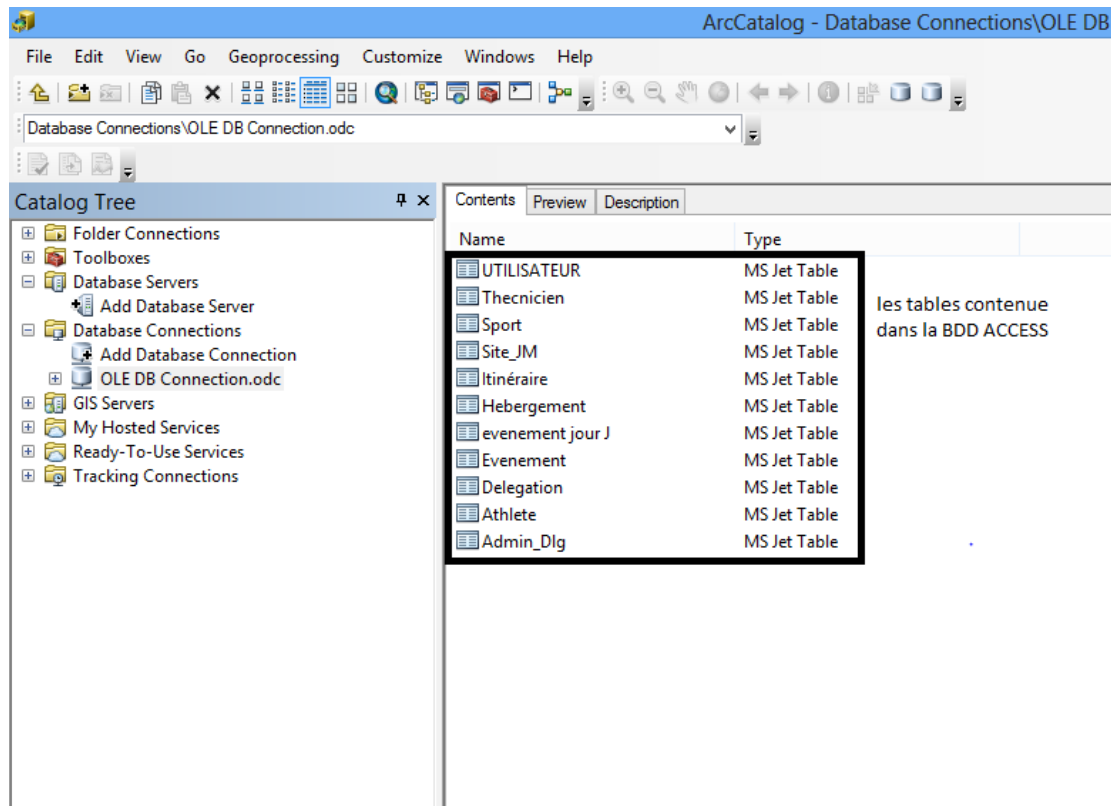 ArcCatalog - Database Connections\OLE DB
File Edit View Go Geoprocessing Customize Windows Help
Database Connections\OLE DB Connection.odc
Catalog Tree
Folder Connections
Toolboxes
Database Servers
Add Database Server
Database Connections
Add Database Connection
OLE DB Connection.odc
GIS Servers
My Hosted Services
Ready-To-Use Services
Tracking Connections
Contents Preview Description
Name Type
UTILISATEUR MS Jet Table
Thecnicien MS Jet Table
Sport MS Jet Table
Site_JM MS Jet Table
Itinéraire MS Jet Table
Hebergement MS Jet Table
evenement jour J MS Jet Table
Evenement MS Jet Table
Delegation MS Jet Table
Athlete MS Jet Table
Admin_Dlg MS Jet Table
les tables contenue
dans la BDD ACCESS